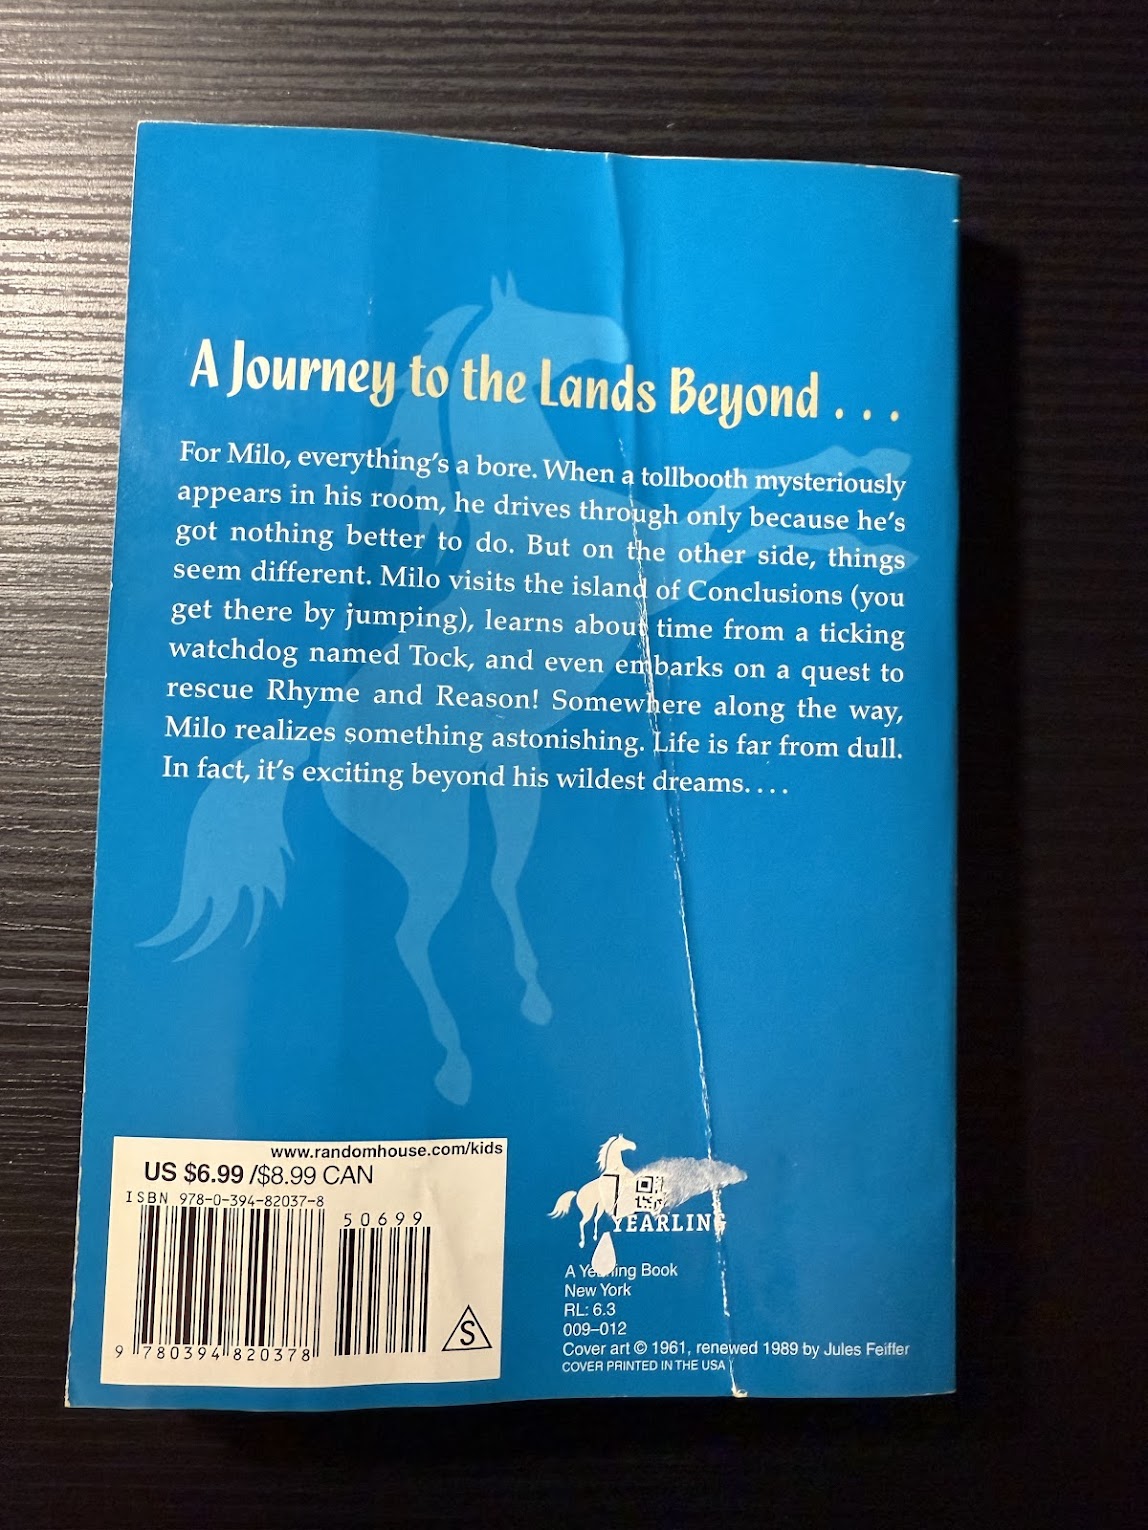 A Journey to the Lands Beyond . . .
For Milo, everything's a bore. When a tollbooth mysteriously
appears in his room, he drives through only because he's
got nothing better to do. But on the other side, things
seem different. Milo visits the island of Conclusions (you
get there by jumping), learns about time from a ticking
watchdog named Tock, and even embarks on a quest to
rescue Rhyme and Reason! Somewhere along the way,
Milo realizes something astonishing. Life is far from dull.
In fact, it's exciting beyond his wildest dreams. . . .
www.randomhouse.com/kids
US $6.99 /$8.99 CAN
ISBN 978-0-394-82037-8
50699
9 780394 820378
S
YEARLING
A Yearling Book
New York
RL: 6.3
009–012
Cover art © 1961, renewed 1989 by Jules Feiffer
COVER PRINTED IN THE USA